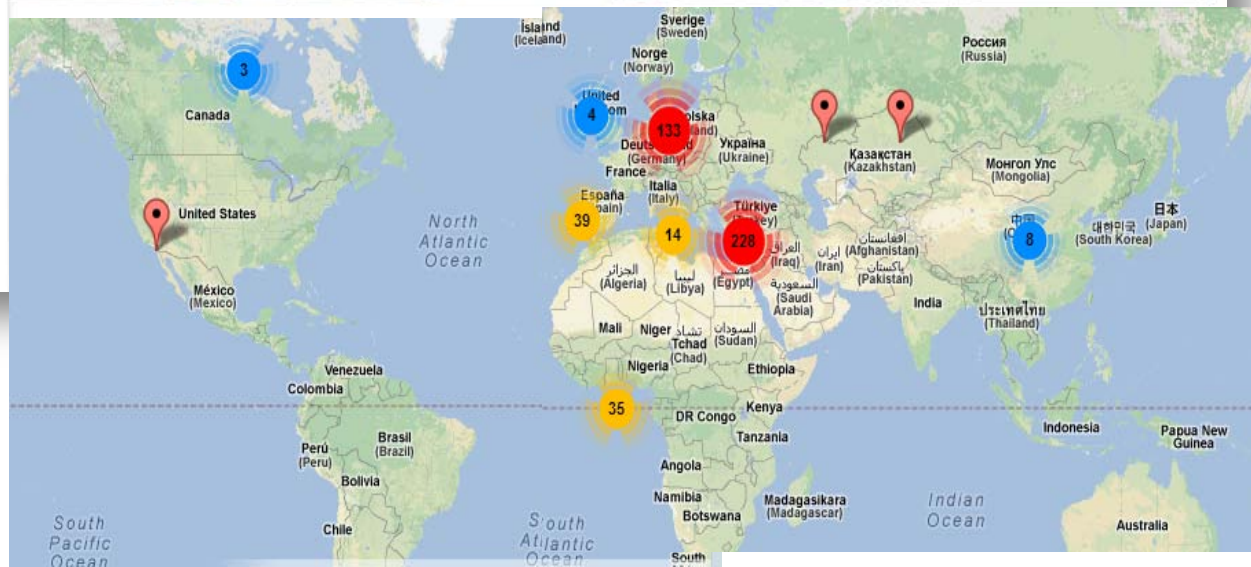 Ísland
(Iceland)
Sverige
(Sweden)
Norge
(Norway)
Россия
(Russia)
3
Canada
United
4
133
Україна
(Ukraine)
(Germany)
France
Қазақстан
(Kazakhstan)
Монгол Улс
(Mongolia)
España
39
Italia
(Italy)
14
Türkiye
228
United States
North
Atlantic
Ocean
العراق
(Iraq)
ایران
(Iran)
افغانستان
(Afghanistan)
پاکستان
(Pakistan)
8
대한민국
(South Korea)
日本
(Japan)
الجزائر
(Algeria)
ليبيا
(Libya)
(Egypt)
السعودية
(Saudi
Arabia)
India
ประเทศไทย
(Thailand)
México
(Mexico)
Mali
Niger
تشاد
Tchad
(Chad)
السودان
(Sudan)
Nigeria
Ethiopia
Venezuela
Colombia
35
DR Congo
Kenya
Tanzania
Indonesia
Papua New
Guinea
Perú
(Peru)
Brasil
(Brazil)
Bolivia
Angola
Namibia
Botswana
Madagasikara
(Madagascar)
Indian
Ocean
Australia
South
Pacific
Ocean
Chile
South
Atlantic
Ocean
South